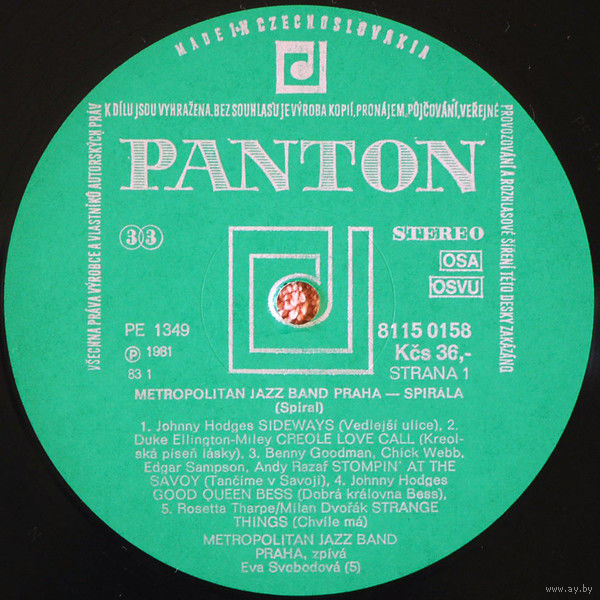 MADE IN CZECHOSLOVAKIA
VŠECHNA PRÁVA VÝROBCE A VLASTNÍKŮ AUTORSKÝCH PRÁV
K DÍLU JSOU VYHRAŽENA. BEZ SOUHLASU JE VÝROBA KOPIÍ, PRONÁJEM, PŮJČOVÁNÍ, VEŘEJNÉ
PROVOZOVÁNÍ A ROZHLASOVÉ ŠÍŘENÍ TÉTO DESKY ZAKÁZÁNO
PANTON
33
STEREO
OSA
OSVU
PE 1349
8115 0158
Ⓟ 1981
Kčs 36,-
83 1
STRANA 1
METROPOLITAN JAZZ BAND PRAHA — SPIRÁLA
(Spiral)
1. Johnny Hodges SIDEWAYS (Vedlejší ulice), 2.
Duke Ellington-Miley CREOLE LOVE CALL (Kreol-
ská píseň lásky), 3. Benny Goodman, Chick Webb,
Edgar Sampson, Andy Razaf STOMPIN' AT THE
SAVOY (Tančíme v Savoji), 4. Johnny Hodges
GOOD QUEEN BESS (Dobrá královna Bess),
5. Rosetta Tharpe/Milan Dvořák STRANGE
THINGS (Chvíle má)
METROPOLITAN JAZZ BAND
PRAHA, zpívá
Eva Svobodová (5)
www.ay.by